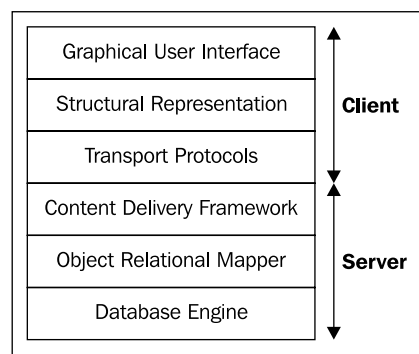 Graphical User Interface
Structural Representation
Client
Transport Protocols
Content Delivery Framework
Object Relational Mapper
Server
Database Engine